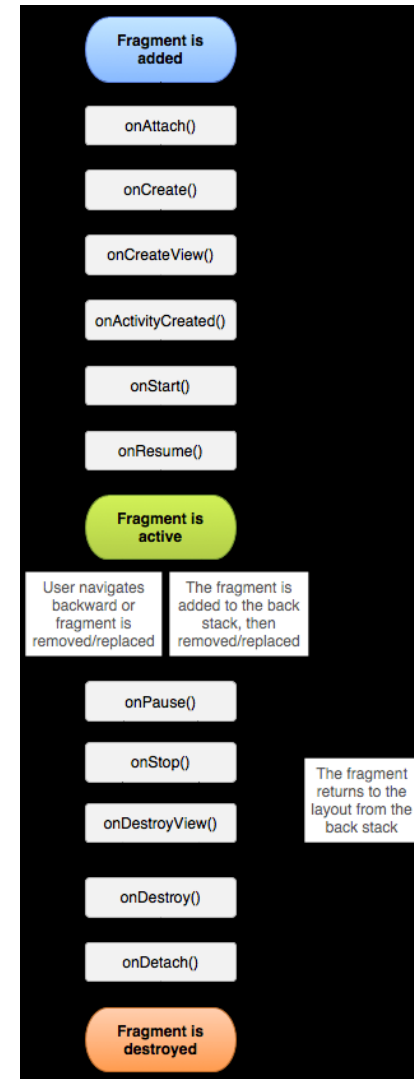 Fragment is
added
onAttach()
onCreate()
onCreateView()
onActivityCreated()
onStart()
onResume()
Fragment is
active
User navigates
backward or
fragment is
removed/replaced
The fragment is
added to the back
stack, then
removed/replaced
onPause()
onStop()
The fragment
returns to the
layout from the
back stack
onDestroyView()
onDestroy()
onDetach()
Fragment is
destroyed